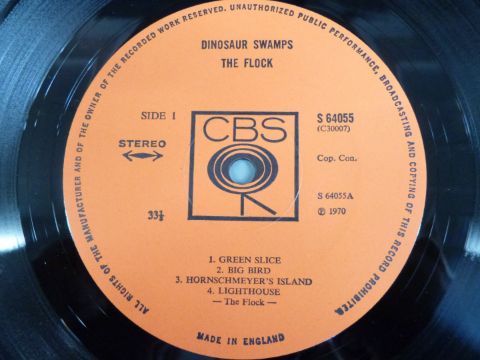 ALL RIGHTS OF THE MANUFACTURER AND OF THE OWNER OF THE RECORDED WORK RESERVED. UNAUTHORIZED PUBLIC PERFORMANCE, BROADCASTING AND COPYING OF THIS RECORD PROHIBITED.
DINOSAUR SWAMPS
THE FLOCK
SIDE 1
STEREO
CBS
S 64055
(C30007)
Cop. Con.
33⅓
S 64055A
℗ 1970
1. GREEN SLICE
2. BIG BIRD
3. HORNSCHMEYER'S ISLAND
4. LIGHTHOUSE
— The Flock —
MADE IN ENGLAND